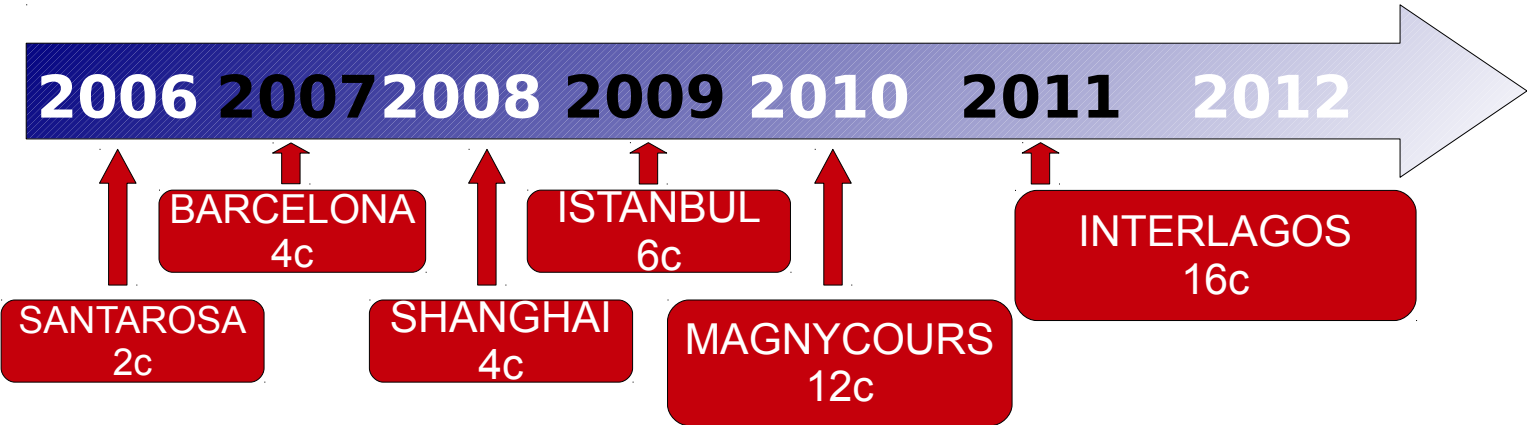 2006 2007 2008 2009 2010 2011 2012
BARCELONA
4c
ISTANBUL
6c
INTERLAGOS
16c
SANTAROSA
2c
SHANGHAI
4c
MAGNYCOURS
12c